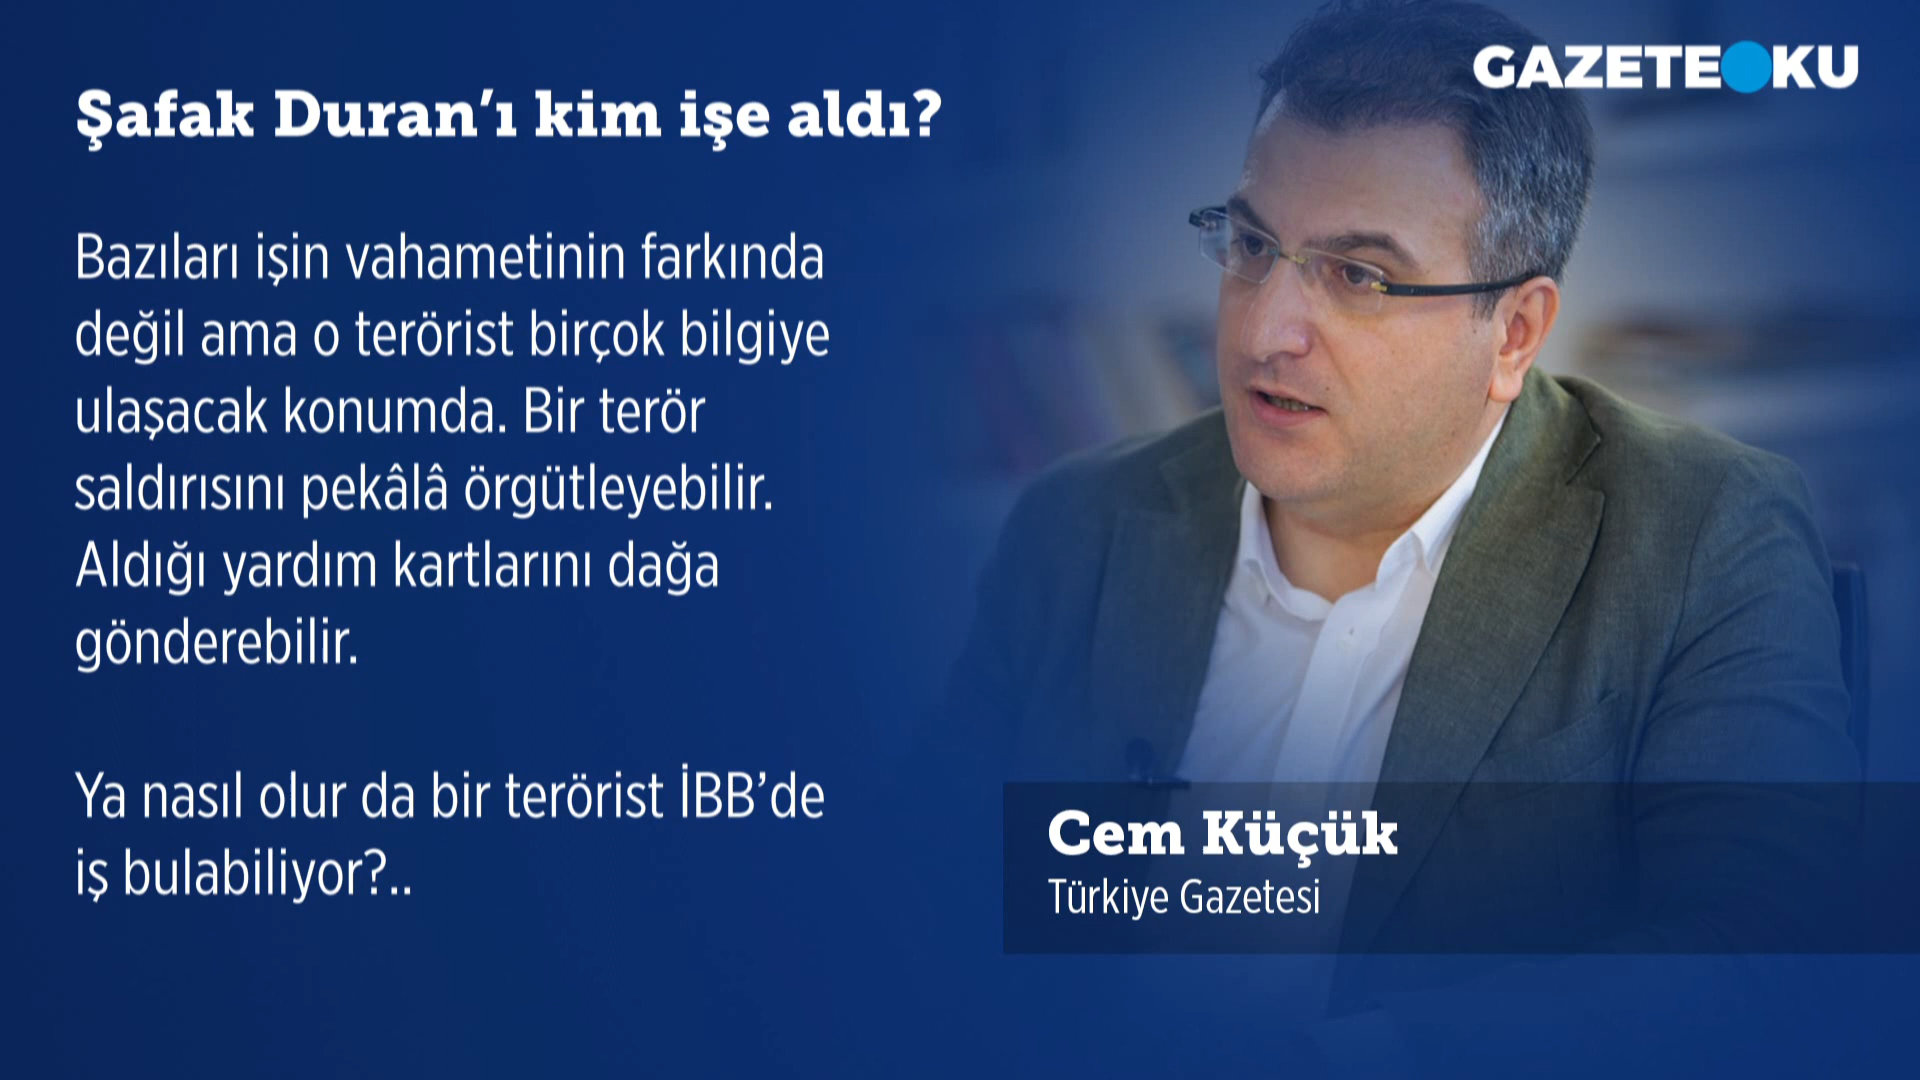 GAZETEOKU
Şafak Duran’ı kim işe aldı?
Bazıları işin vahametinin farkında
değil ama o terörist birçok bilgiye
ulaşacak konumda. Bir terör
saldırısını pekâlâ örgütleyebilir.
Aldığı yardım kartlarını dağa
gönderebilir.
Ya nasıl olur da bir terörist İBB’de
iş bulabiliyor?..
Cem Küçük
Türkiye Gazetesi